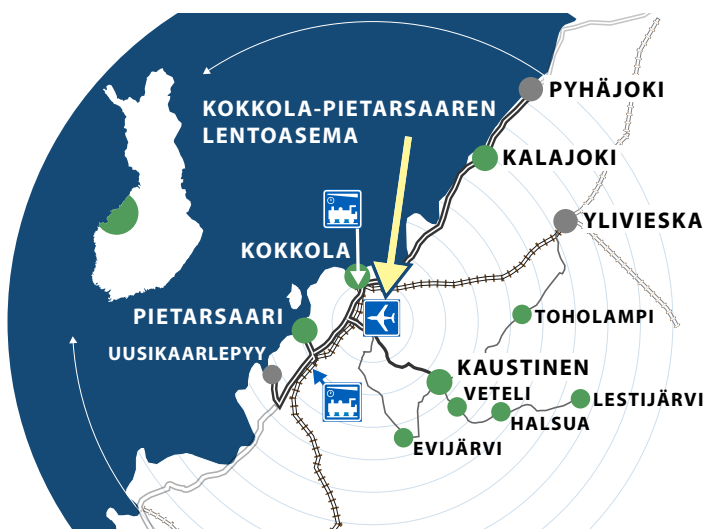 PYHÄJOKI
KOKKOLA-PIETARSAAREN
LENTOASEMA
KALAJOKI
YLIVIESKA
KOKKOLA
PIETARSAARI
TOHOLAMPI
UUSIKAARLEPYY
KAUSTINEN
VETELI
LESTIJÄRVI
HALSUA
EVIJÄRVI